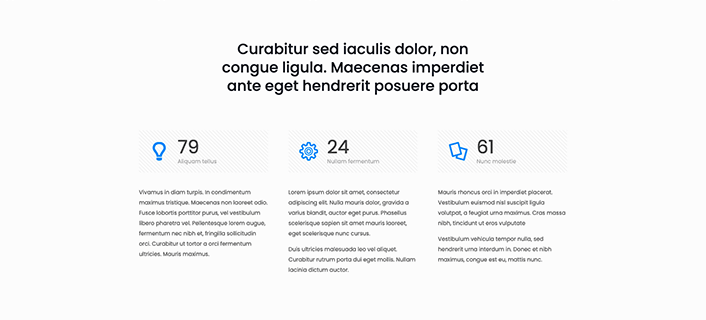 Curabitur sed iaculis dolor, non
congue ligula. Maecenas imperdiet
ante eget hendrerit posuere porta
79
Aliquam tellus
24
Nullam fermentum
61
Nunc molestie
Vivamus in diam turpis. In condimentum
maximus tristique. Maecenas non laoreet odio.
Fusce lobortis porttitor purus, vel vestibulum
libero pharetra vel. Pellentesque lorem augue,
fermentum nec nibh et, fringilla sollicitudin
orci. Curabitur ut tortor a orci fermentum
ultricies. Mauris maximus.
Lorem ipsum dolor sit amet, consectetur
adipiscing elit. Nulla mauris dolor, gravida a
varius blandit, auctor eget purus. Phasellus
scelerisque sapien sit amet mauris laoreet,
eget scelerisque nunc cursus.
Duis ultricies malesuada leo vel aliquet.
Curabitur rutrum porta dui eget mollis. Nullam
lacinia dictum auctor.
Mauris rhoncus orci in imperdiet placerat.
Vestibulum euismod nisl suscipit ligula
volutpat, a feugiat urna maximus. Cras massa
nibh, tincidunt ut eros vulputate
Vestibulum vehicula tempor nulla, sed
hendrerit urna interdum in. Donec et nibh
maximus, congue est eu, mattis nunc.